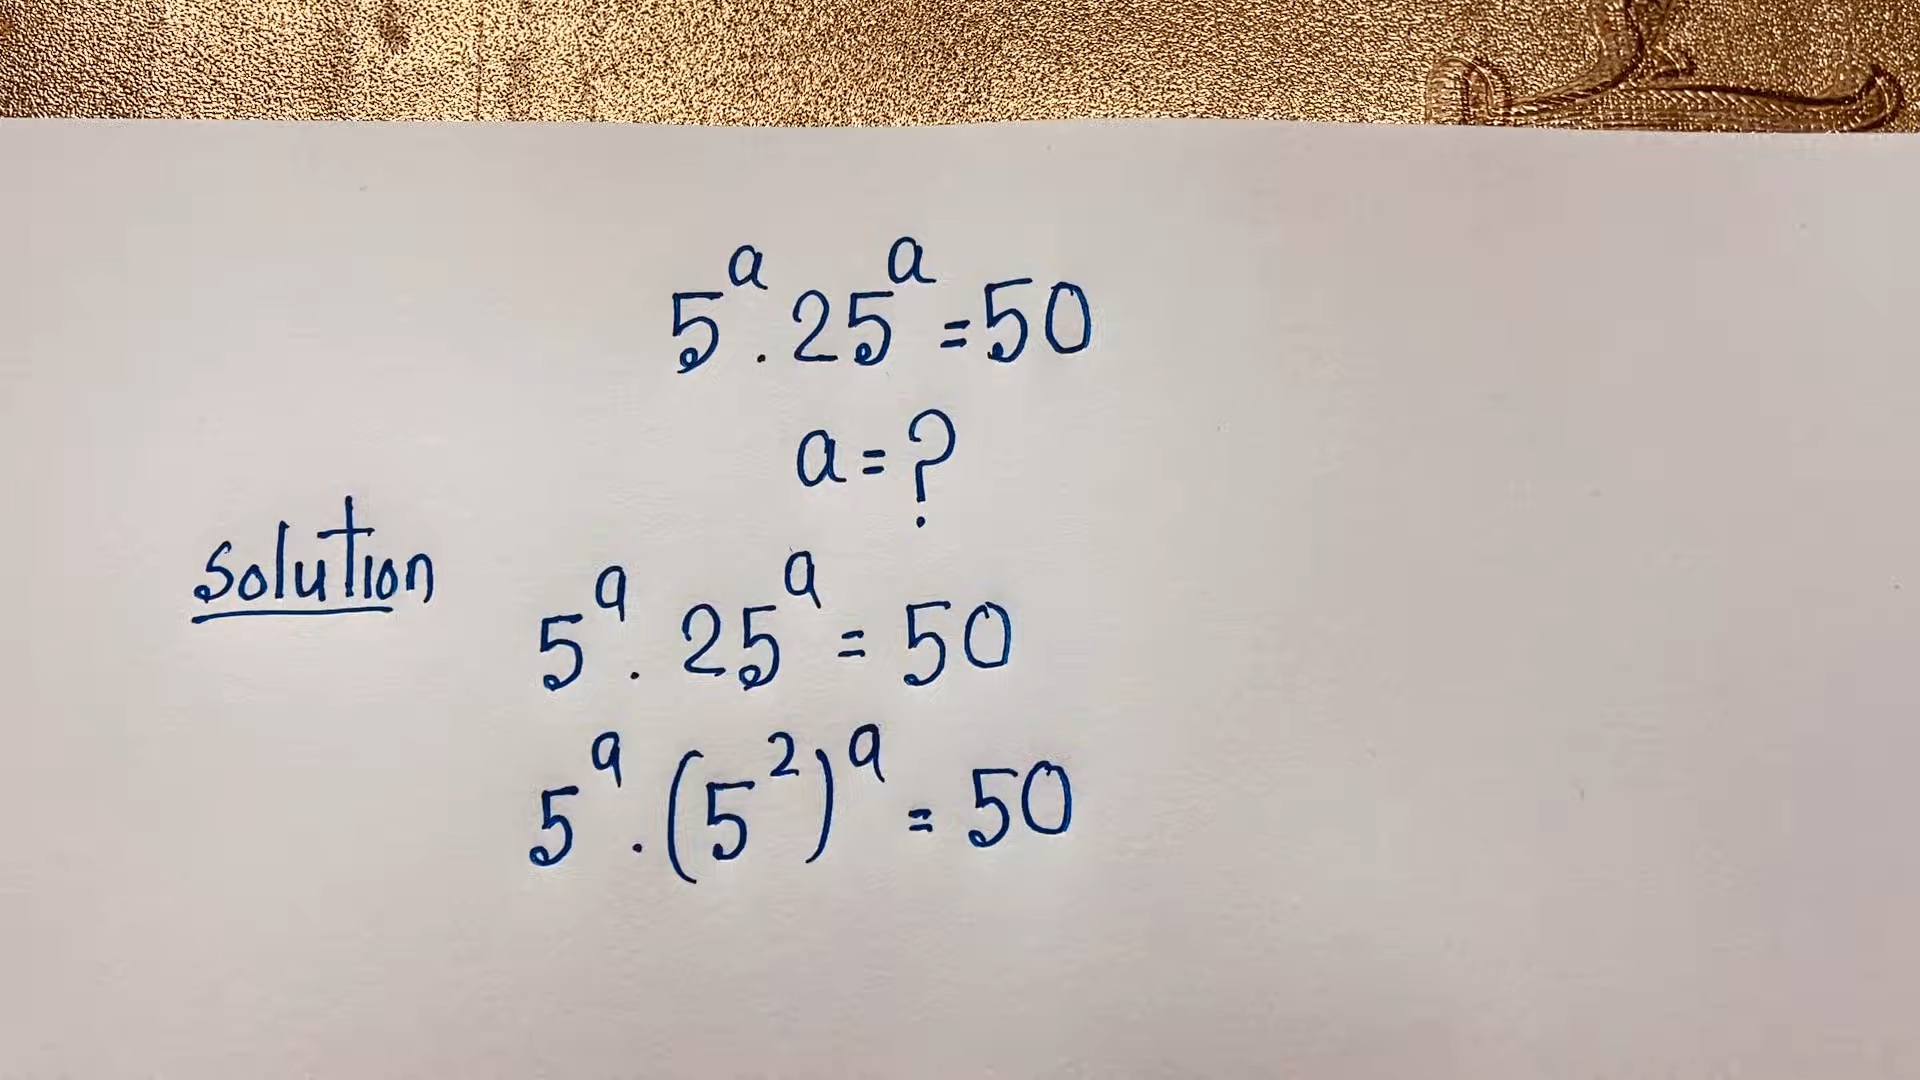 5^a . 25^a = 50
a = ?
Solution
5^a . 25^a = 50
5^a . (5^2)^a = 50